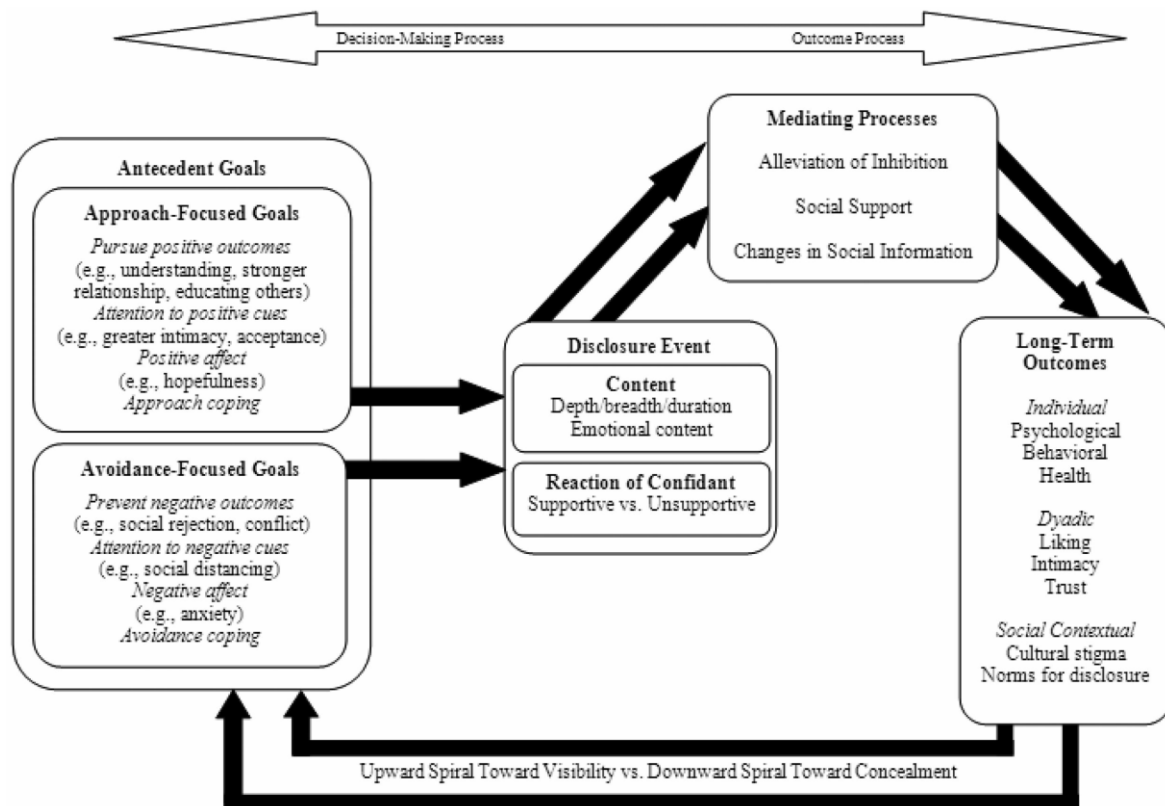 Decision-Making Process
Outcome Process
Antecedent Goals
Approach-Focused Goals
Pursue positive outcomes
(e.g., understanding, stronger
relationship, educating others)
Attention to positive cues
(e.g., greater intimacy, acceptance)
Positive affect
(e.g., hopefulness)
Approach coping
Avoidance-Focused Goals
Prevent negative outcomes
(e.g., social rejection, conflict)
Attention to negative cues
(e.g., social distancing)
Negative affect
(e.g., anxiety)
Avoidance coping
Disclosure Event
Content
Depth/breadth/duration
Emotional content
Reaction of Confidant
Supportive vs. Unsupportive
Mediating Processes
Alleviation of Inhibition
Social Support
Changes in Social Information
Long-Term
Outcomes
Individual
Psychological
Behavioral
Health
Dyadic
Liking
Intimacy
Trust
Social Contextual
Cultural stigma
Norms for disclosure
Upward Spiral Toward Visibility vs. Downward Spiral Toward Concealment